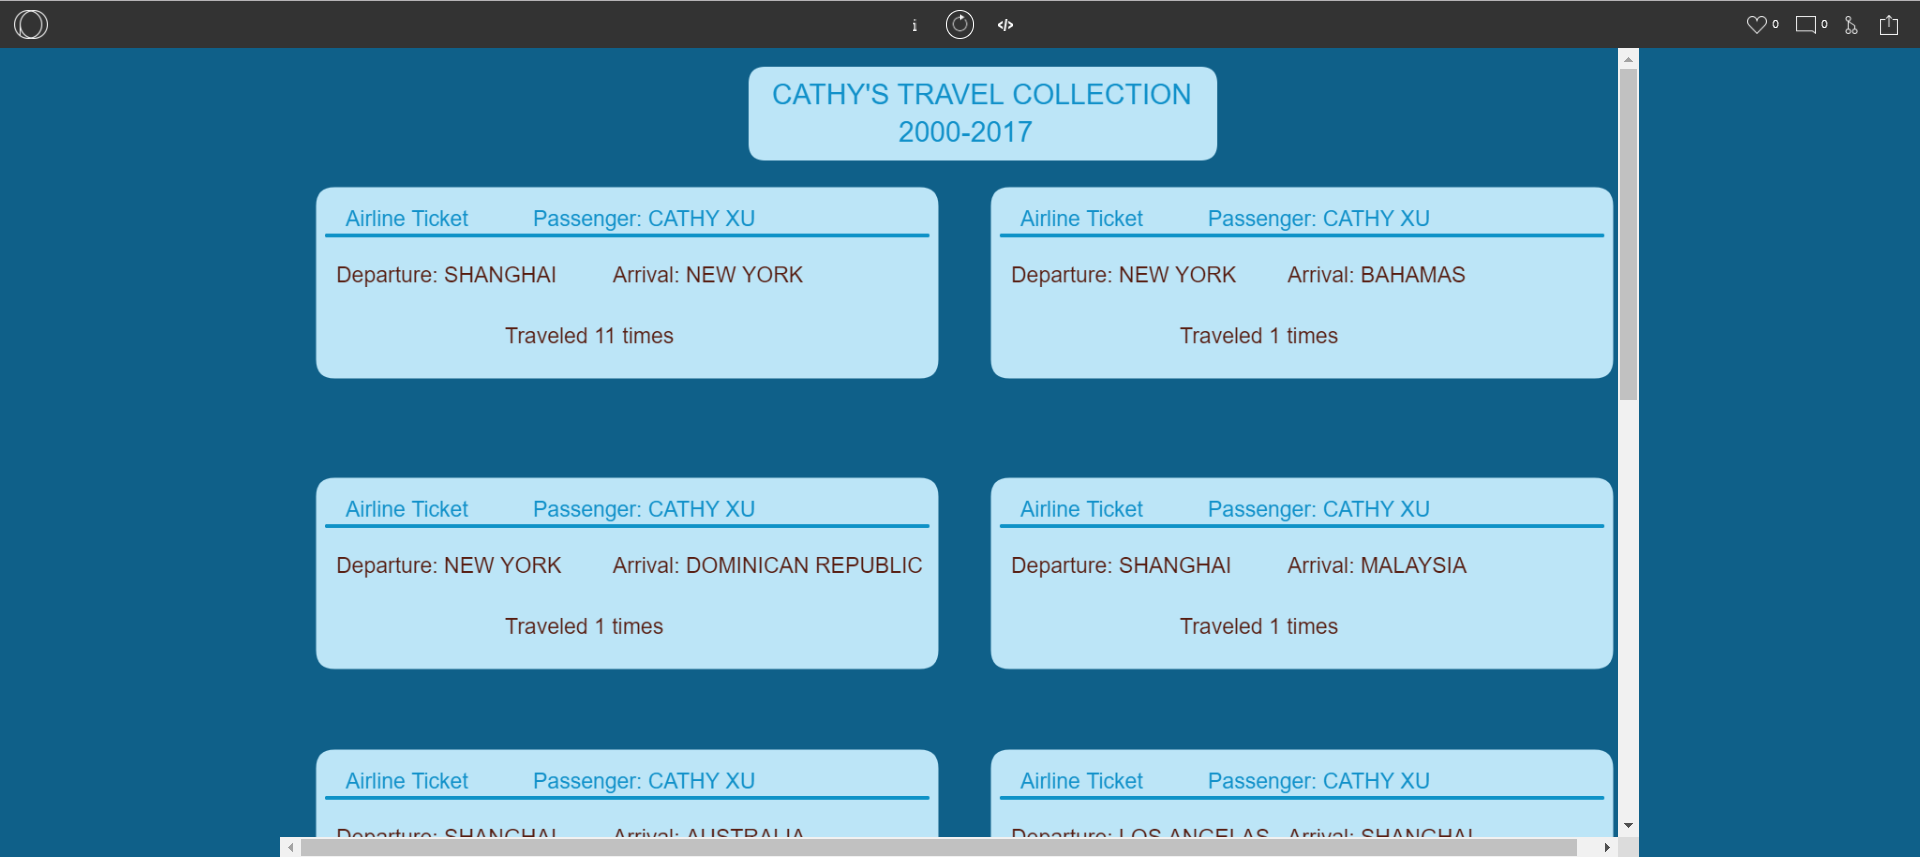 i </> 0 0
CATHY'S TRAVEL COLLECTION
2000-2017
Airline Ticket Passenger: CATHY XU
Departure: SHANGHAI Arrival: NEW YORK
Traveled 11 times
Airline Ticket Passenger: CATHY XU
Departure: NEW YORK Arrival: BAHAMAS
Traveled 1 times
Airline Ticket Passenger: CATHY XU
Departure: NEW YORK Arrival: DOMINICAN REPUBLIC
Traveled 1 times
Airline Ticket Passenger: CATHY XU
Departure: SHANGHAI Arrival: MALAYSIA
Traveled 1 times
Airline Ticket Passenger: CATHY XU
Departure: SHANGHAI Arrival: AUSTRALIA
Airline Ticket Passenger: CATHY XU
Departure: LOS ANGELAS Arrival: SHANGHAI